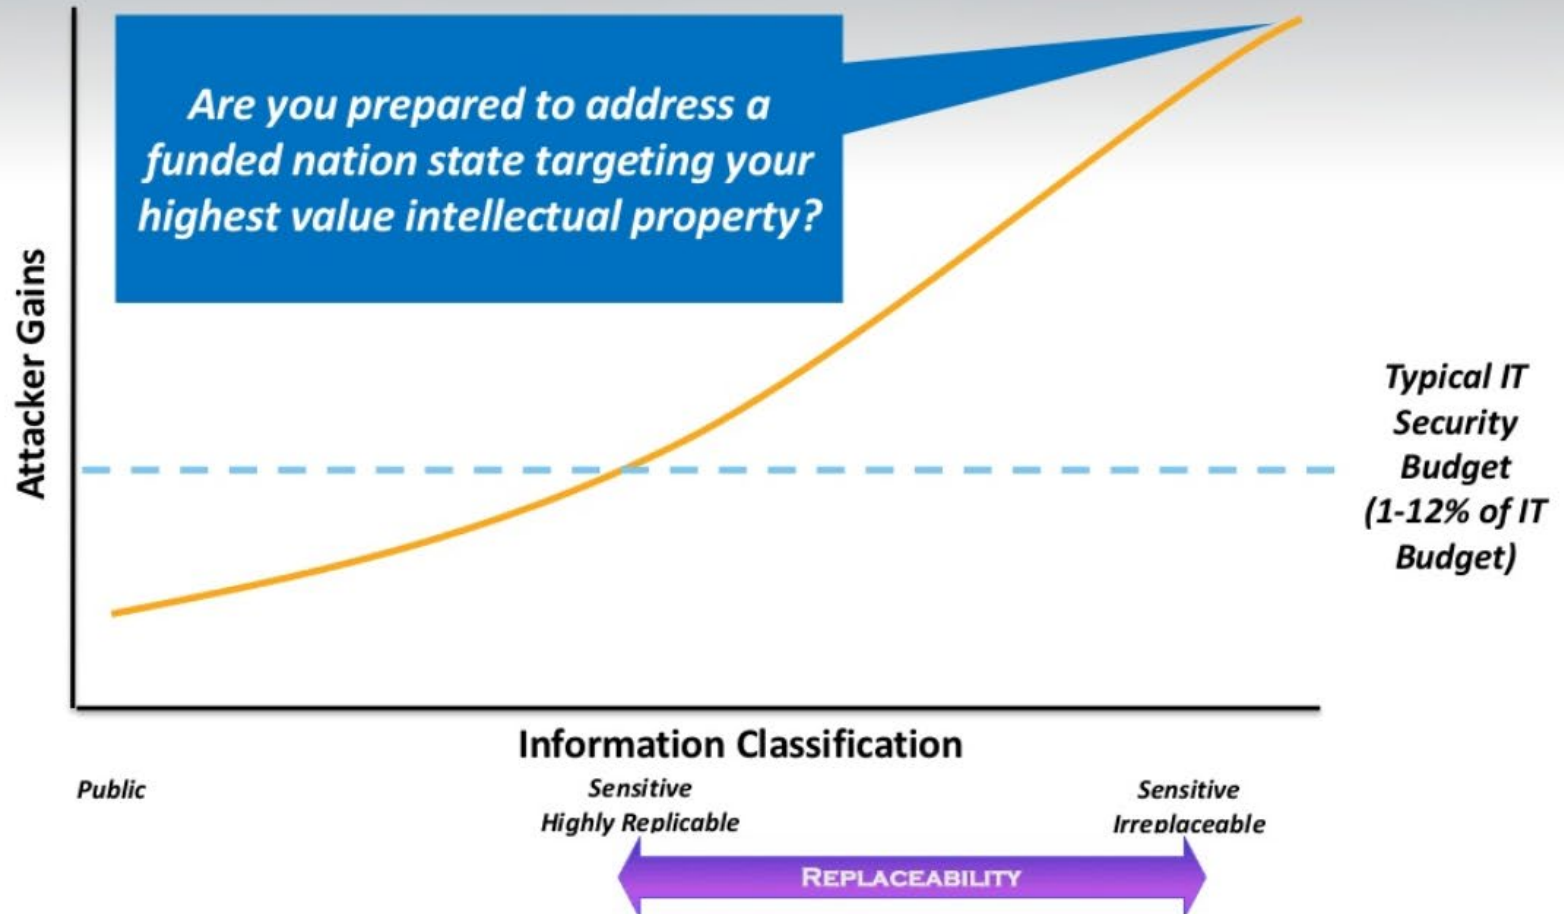 Are you prepared to address a
funded nation state targeting your
highest value intellectual property?
Attacker Gains
Typical IT
Security
Budget
(1-12% of IT
Budget)
Information Classification
Public
Sensitive
Highly Replicable
Sensitive
Irreplaceable
REPLACEABILITY